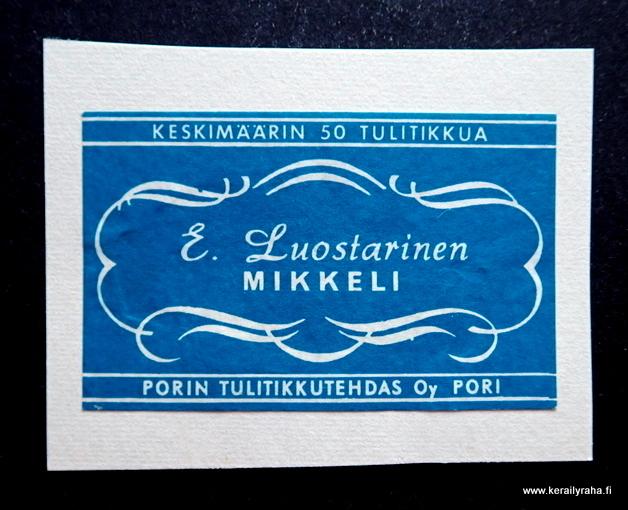 KESKIMÄÄRIN 50 TULITIKKUA
E. Luostarinen
MIKKELI
PORIN TULITIKKUTEHDAS Oy PORI
www.kerailyraha.fi